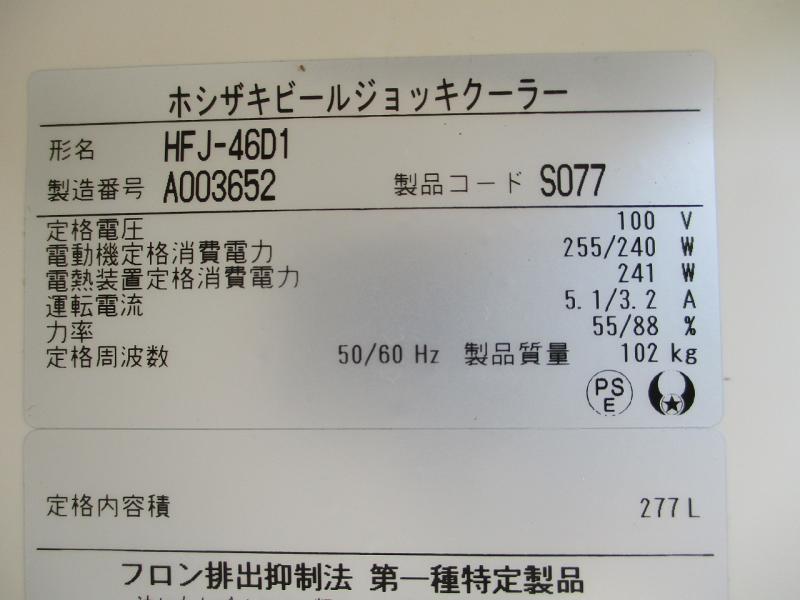 ホシザキビールジョッキクーラー
形名 HFJ-46D1
製造番号 A003652 製品コード S077
定格電圧 100 V
電動機定格消費電力 255/240 W
電熱装置定格消費電力 241 W
運転電流 5.1/3.2 A
力率 55/88 %
定格周波数 50/60 Hz 製品質量 102 kg
PS
E
定格内容積 277 L
フロン排出抑制法 第一種特定製品